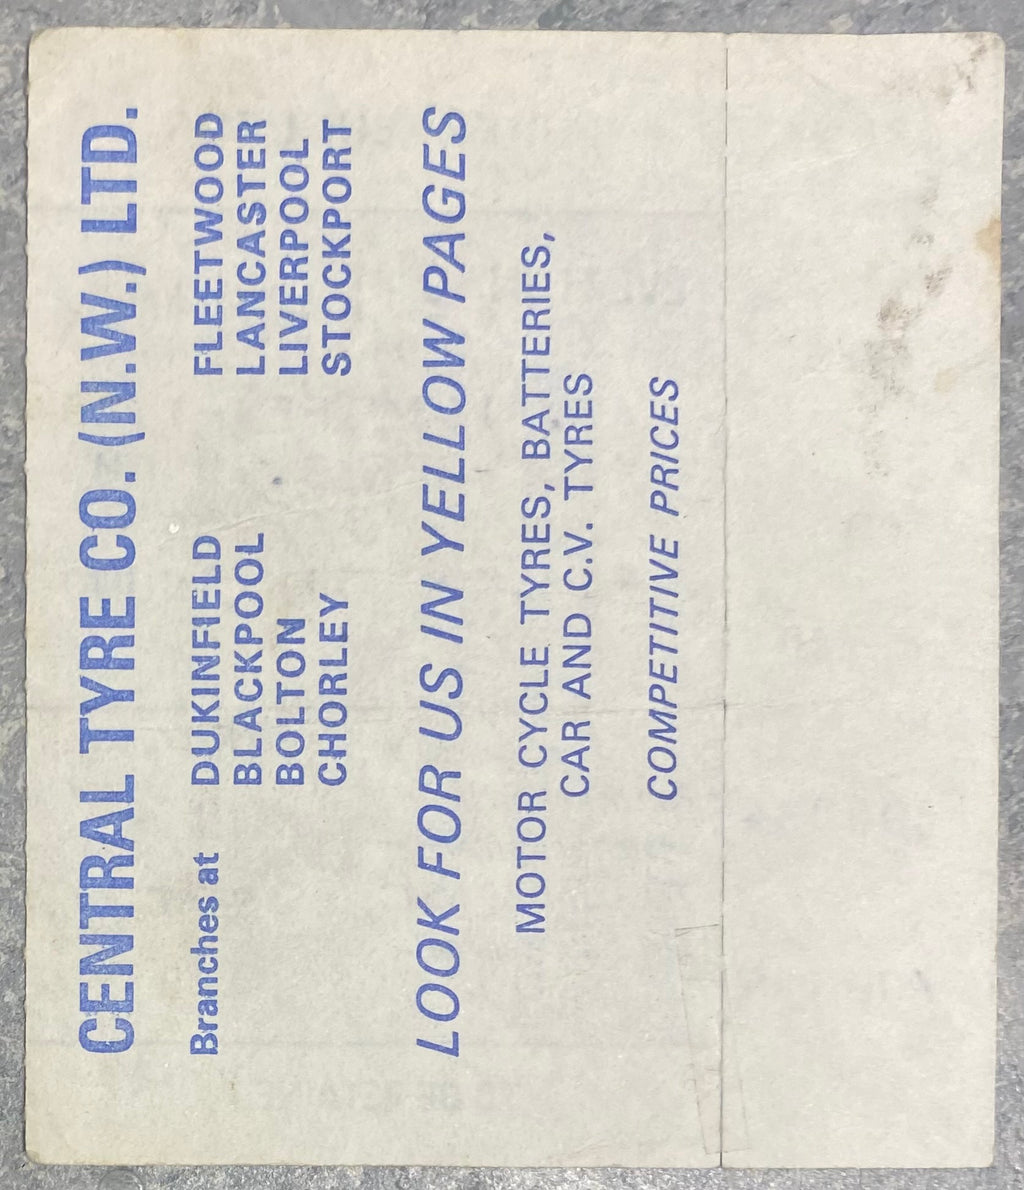 CENTRAL TYRE CO. (N.W.) LTD.
Branches at DUKINFIELD FLEETWOOD
BLACKPOOL LANCASTER
BOLTON LIVERPOOL
CHORLEY STOCKPORT
LOOK FOR US IN YELLOW PAGES
MOTOR CYCLE TYRES, BATTERIES,
CAR AND C.V. TYRES
COMPETITIVE PRICES